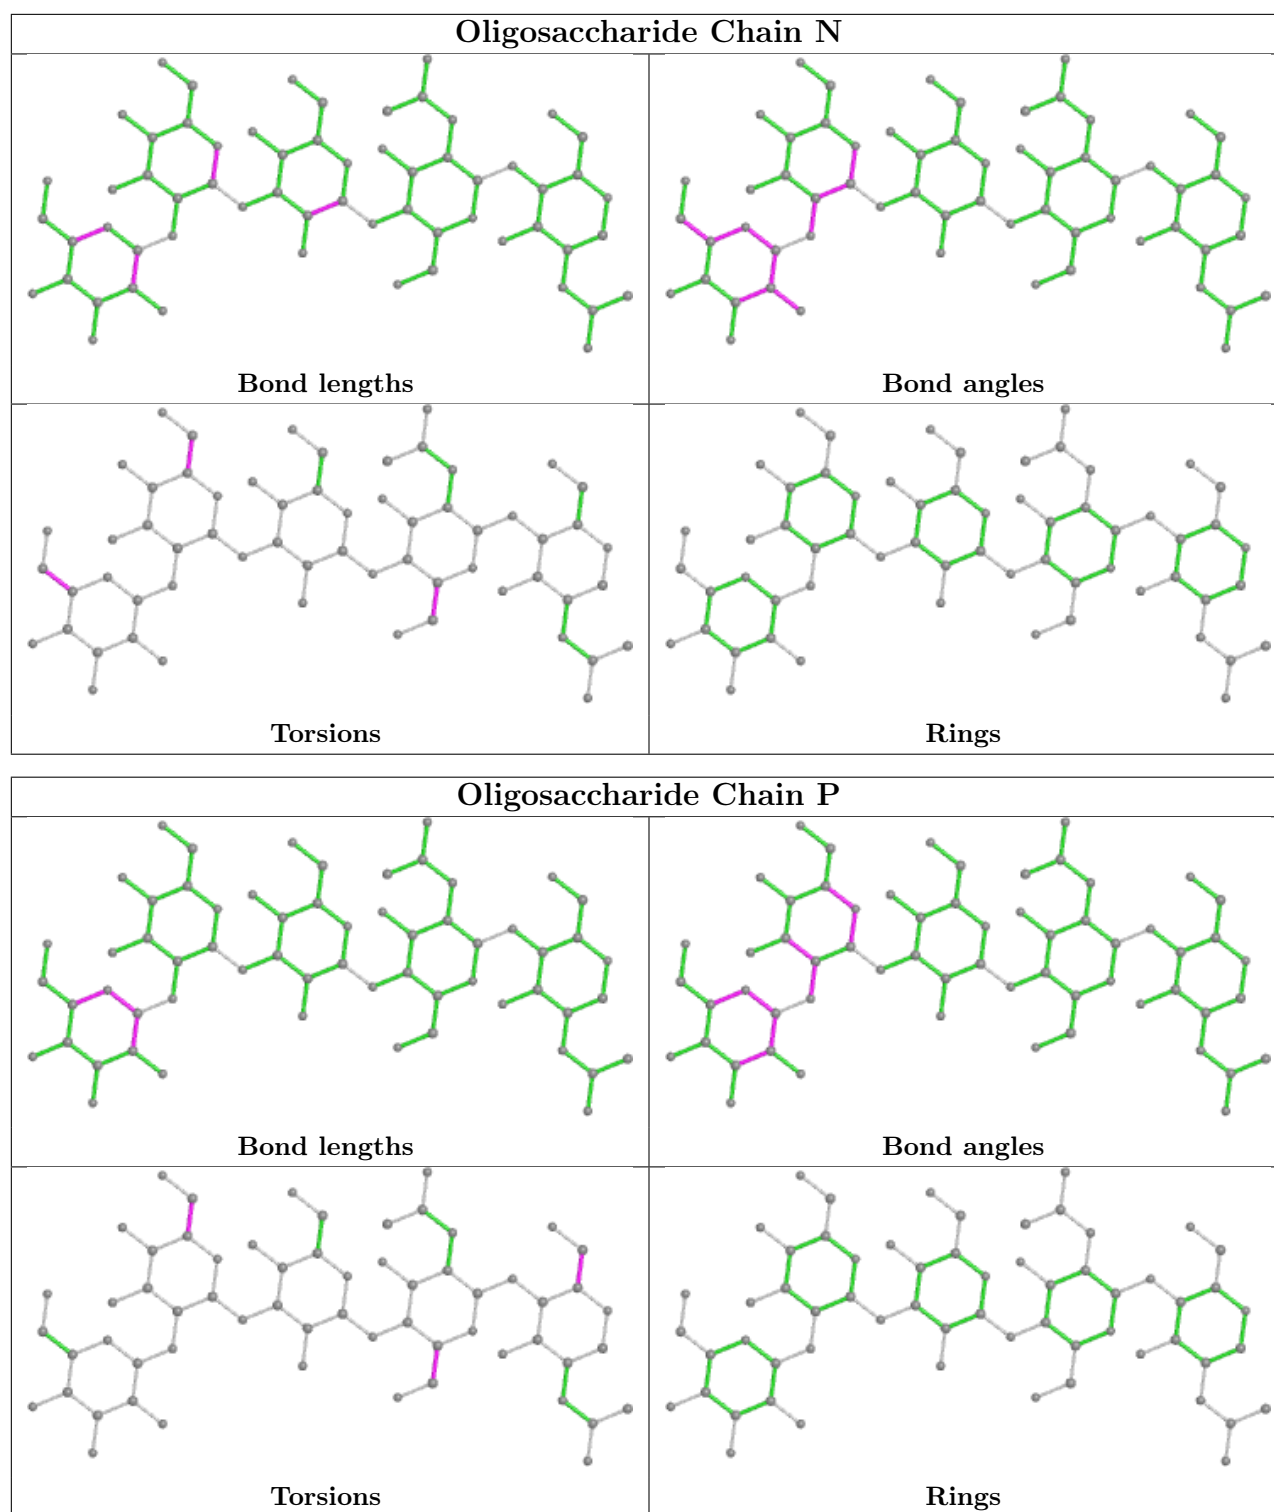 Oligosaccharide Chain N
Bond lengths
Bond angles
Torsions
Rings
Oligosaccharide Chain P
Bond lengths
Bond angles
Torsions
Rings